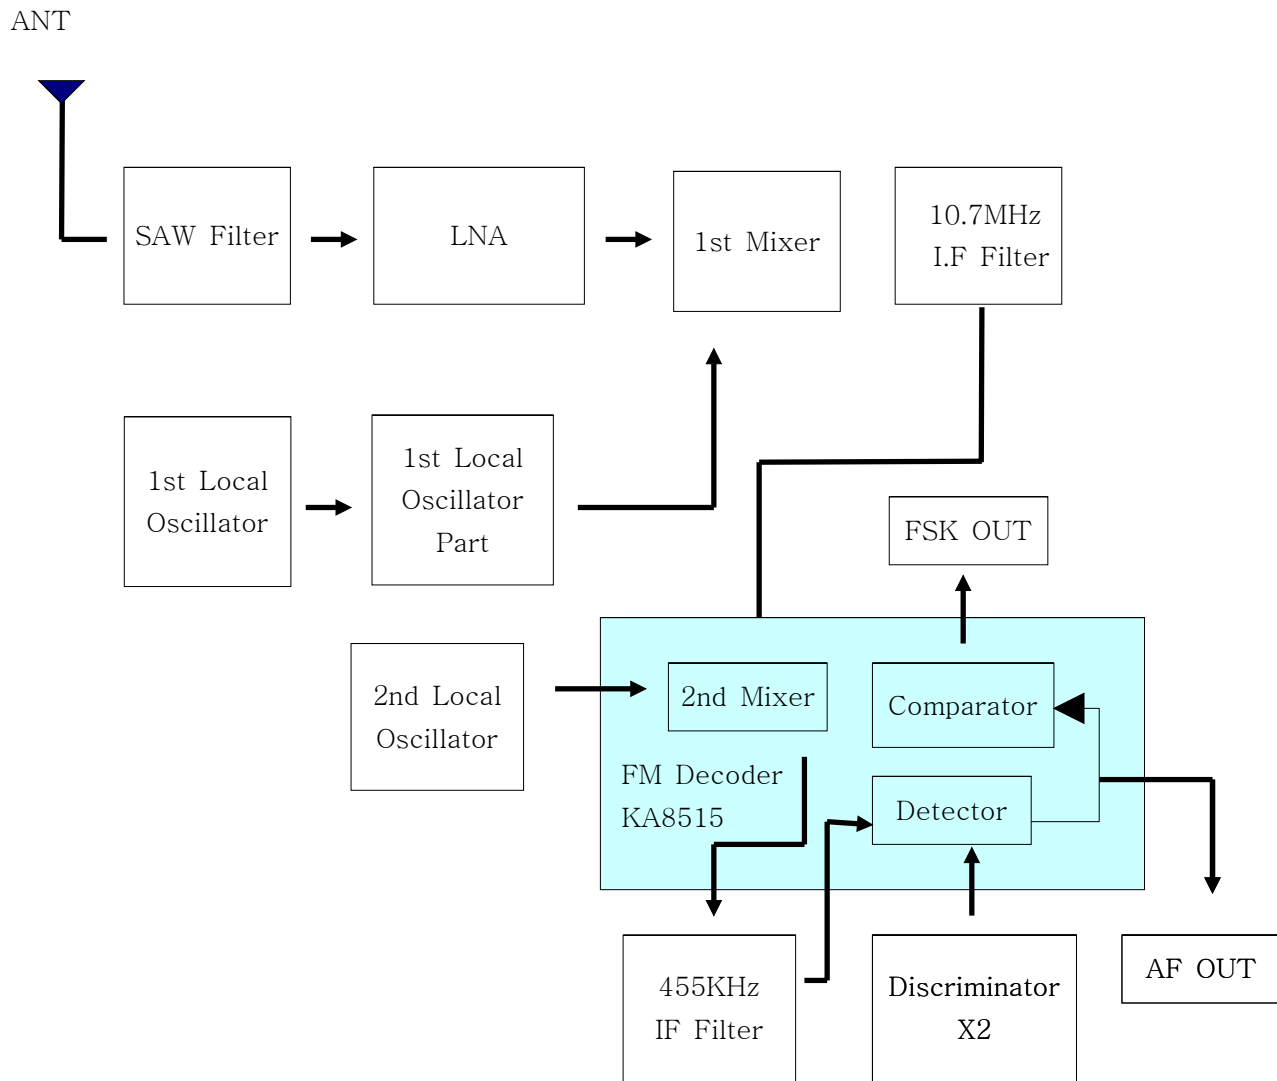 ANT
SAW Filter
LNA
1st Mixer
10.7MHz
I.F Filter
1st Local
Oscillator
1st Local
Oscillator
Part
FSK OUT
2nd Local
Oscillator
2nd Mixer
Comparator
FM Decoder
KA8515
Detector
455KHz
IF Filter
Discriminator
X2
AF OUT